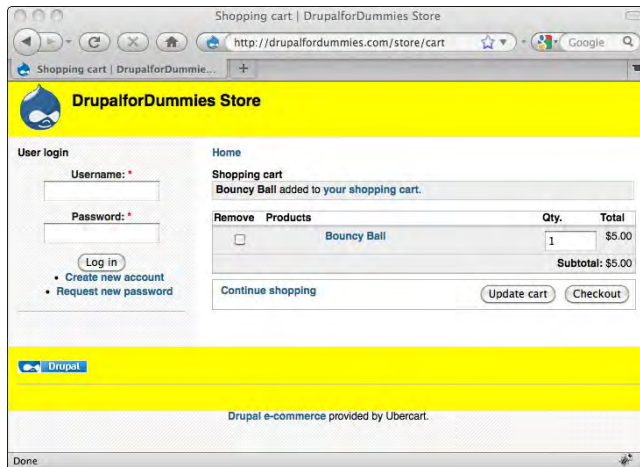 Shopping cart | DrupalforDummies Store
http://drupalfordummies.com/store/cart
Google
Shopping cart | DrupalforDummie...
DrupalforDummies Store
User login
Username: *
Password: *
Log in
Create new account
Request new password
Home
Shopping cart
Bouncy Ball added to your shopping cart.
Remove Products Qty. Total
Bouncy Ball 1 $5.00
Subtotal: $5.00
Continue shopping Update cart Checkout
Drupal
Drupal e-commerce provided by Ubercart.
Done